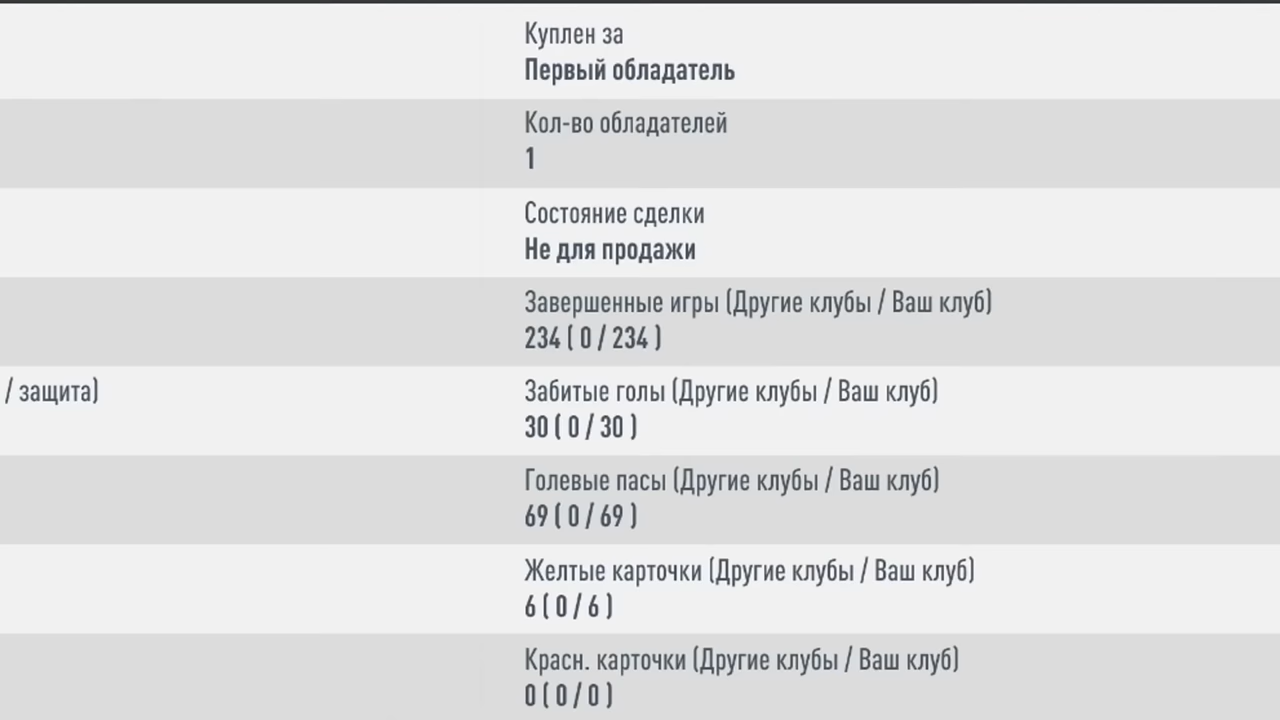 Куплен за
Первый обладатель
Кол-во обладателей
1
Состояние сделки
Не для продажи
Завершенные игры (Другие клубы / Ваш клуб)
234 ( 0 / 234 )
/ защита)
Забитые голы (Другие клубы / Ваш клуб)
30 ( 0 / 30 )
Голевые пасы (Другие клубы / Ваш клуб)
69 ( 0 / 69 )
Желтые карточки (Другие клубы / Ваш клуб)
6 ( 0 / 6 )
Красн. карточки (Другие клубы / Ваш клуб)
0 ( 0 / 0 )